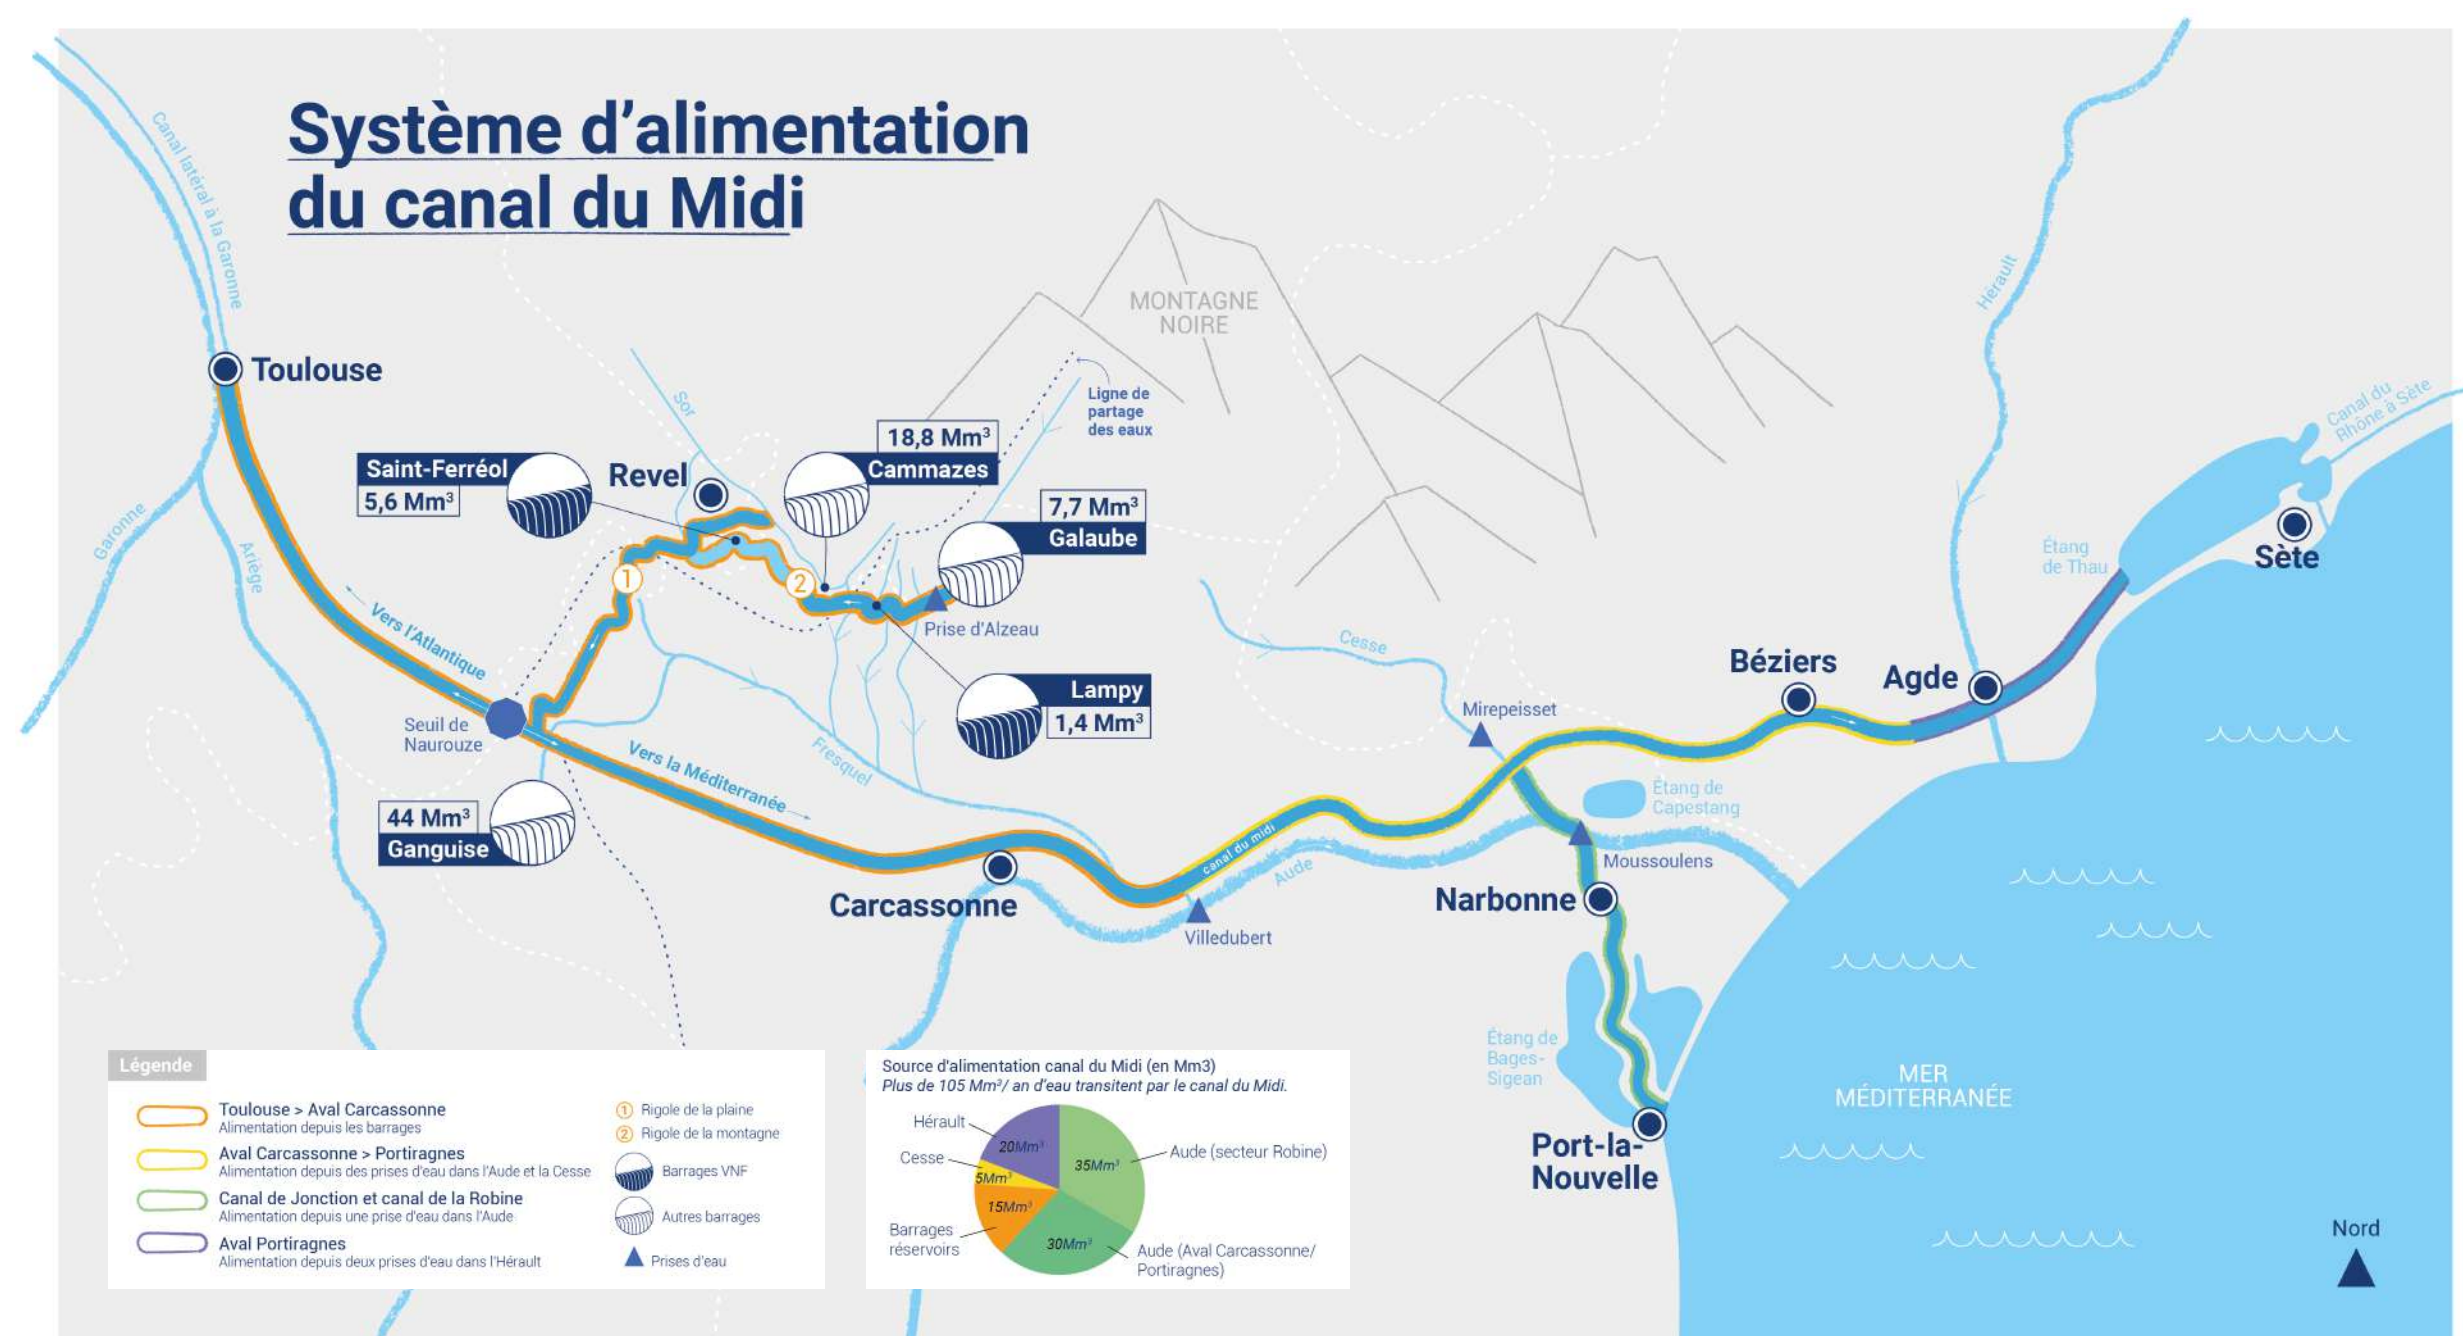 Système d'alimentation
du canal du Midi
Canal latéral à la Garonne
Toulouse
Garonne
Ariège
Vers l'Atlantique
Seuil de
Naurouze
Saint-Ferréol
5,6 Mm³
Revel
Sor
18,8 Mm³
Cammazes
7,7 Mm³
Galaube
MONTAGNE
NOIRE
Ligne de
partage
des eaux
1
2
Prise d'Alzeau
Lampy
1,4 Mm³
Vers la Méditerranée
Fresquel
44 Mm³
Ganguise
Carcassonne
canal du midi
Aude
Villedubert
Cesse
Mirepeisset
Étang de
Capestang
Moussoulens
Narbonne
Béziers
Agde
Hérault
Étang
de Thau
Sète
Canal du
Rhône à Sète
Étang de
Bages-
Sigean
Port-la-
Nouvelle
MER
MÉDITERRANÉE
Nord
Légende
Toulouse > Aval Carcassonne
Alimentation depuis les barrages
Aval Carcassonne > Portiragnes
Alimentation depuis des prises d'eau dans l'Aude et la Cesse
Canal de Jonction et canal de la Robine
Alimentation depuis une prise d'eau dans l'Aude
Aval Portiragnes
Alimentation depuis deux prises d'eau dans l'Hérault
1 Rigole de la plaine
2 Rigole de la montagne
Barrages VNF
Autres barrages
Prises d'eau
Source d'alimentation canal du Midi (en Mm3)
Plus de 105 Mm³/ an d'eau transitent par le canal du Midi.
Hérault
20Mm³
Cesse
5Mm³
Barrages
réservoirs
15Mm³
35Mm³
Aude (secteur Robine)
30Mm³
Aude (Aval Carcassonne/
Portiragnes)